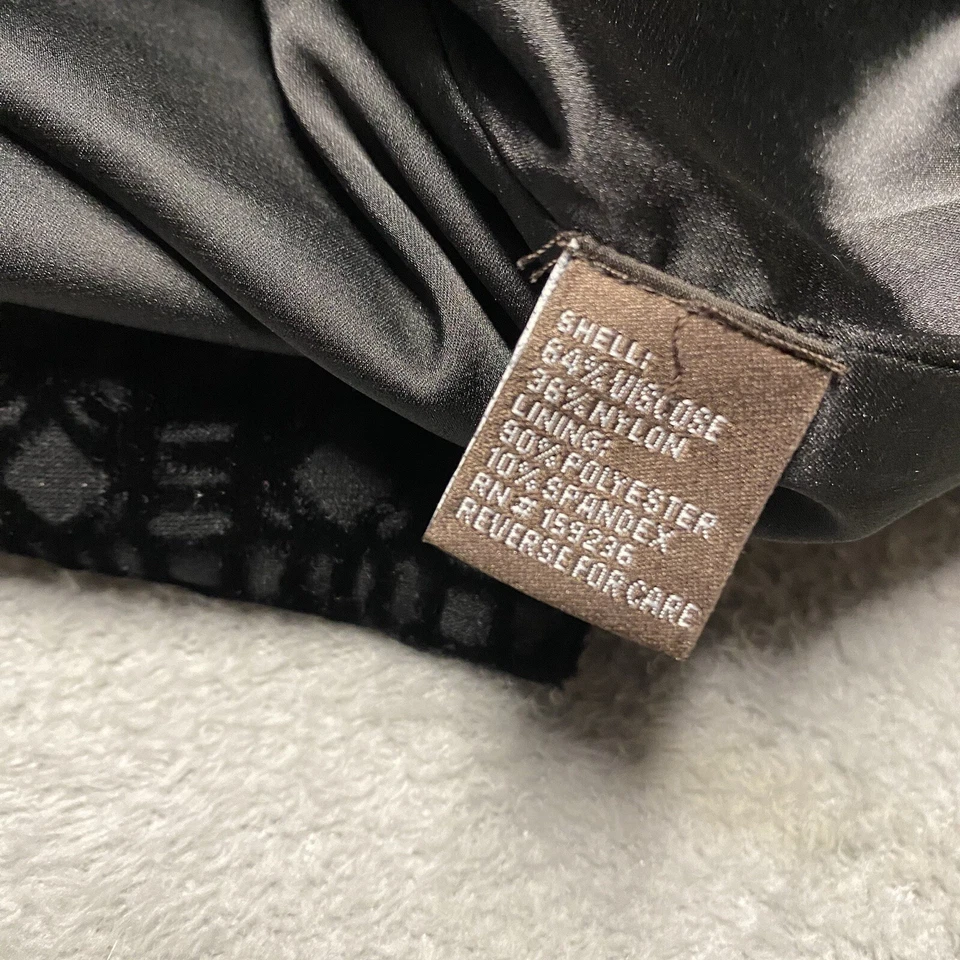 SHELL:
64% VISCOSE
36% NYLON
LINING:
90% POLYESTER
10% SPANDEX
RN # 159236
REVERSE FOR CARE